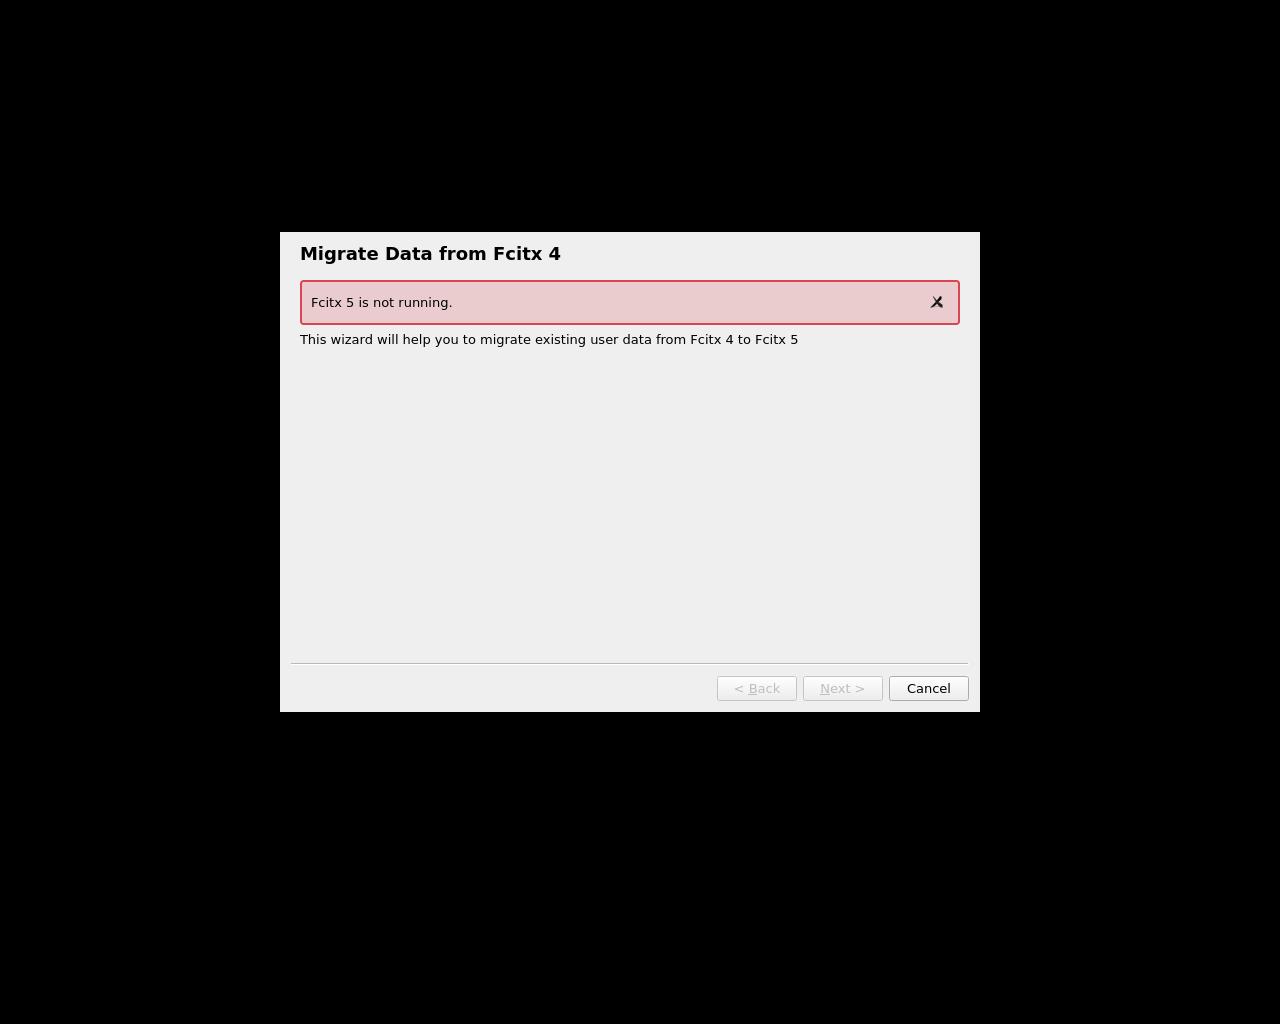 Migrate Data from Fcitx 4
Fcitx 5 is not running.
This wizard will help you to migrate existing user data from Fcitx 4 to Fcitx 5
< Back
Next >
Cancel